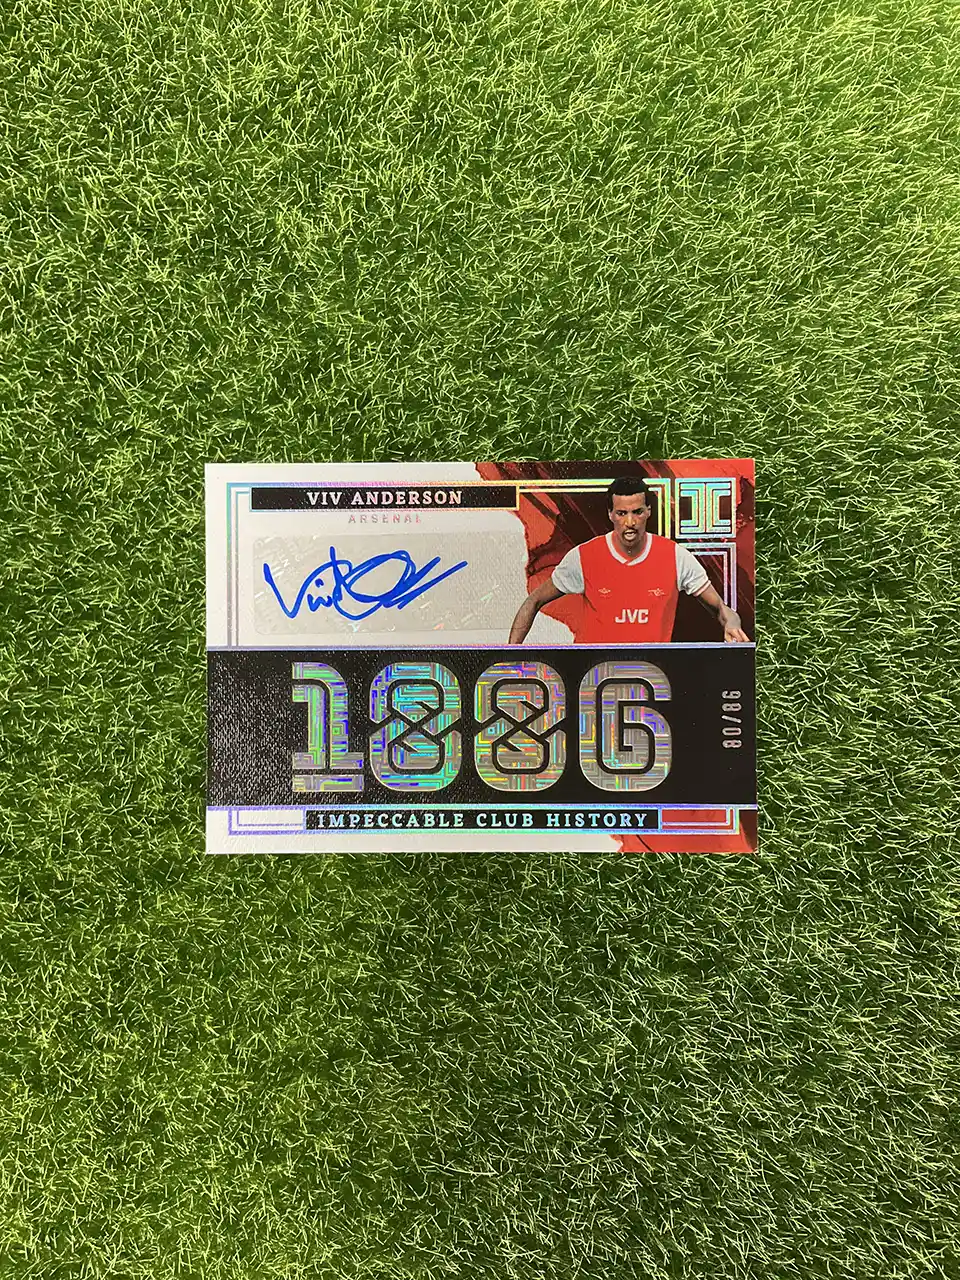 VIV ANDERSON
ARSENAL
JVC
1886
80/86
IMPECCABLE CLUB HISTORY